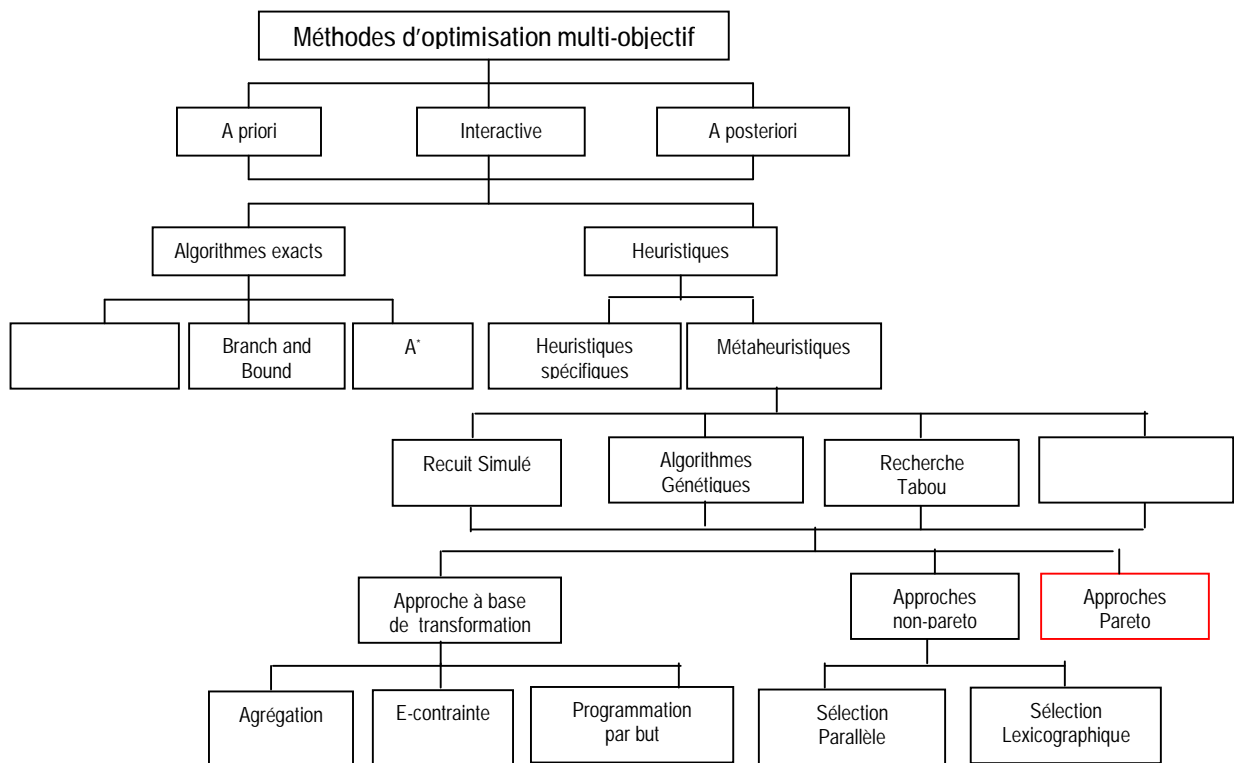 Méthodes d'optimisation multi-objectif
A priori
Interactive
A posteriori
Algorithmes exacts
Heuristiques
Branch and
Bound
A*
Heuristiques
spécifiques
Métaheuristiques
Recuit Simulé
Algorithmes
Génétiques
Recherche
Tabou
Approche à base
de transformation
Approches
non-pareto
Approches
Pareto
Agrégation
E-contrainte
Programmation
par but
Sélection
Parallèle
Sélection
Lexicographique